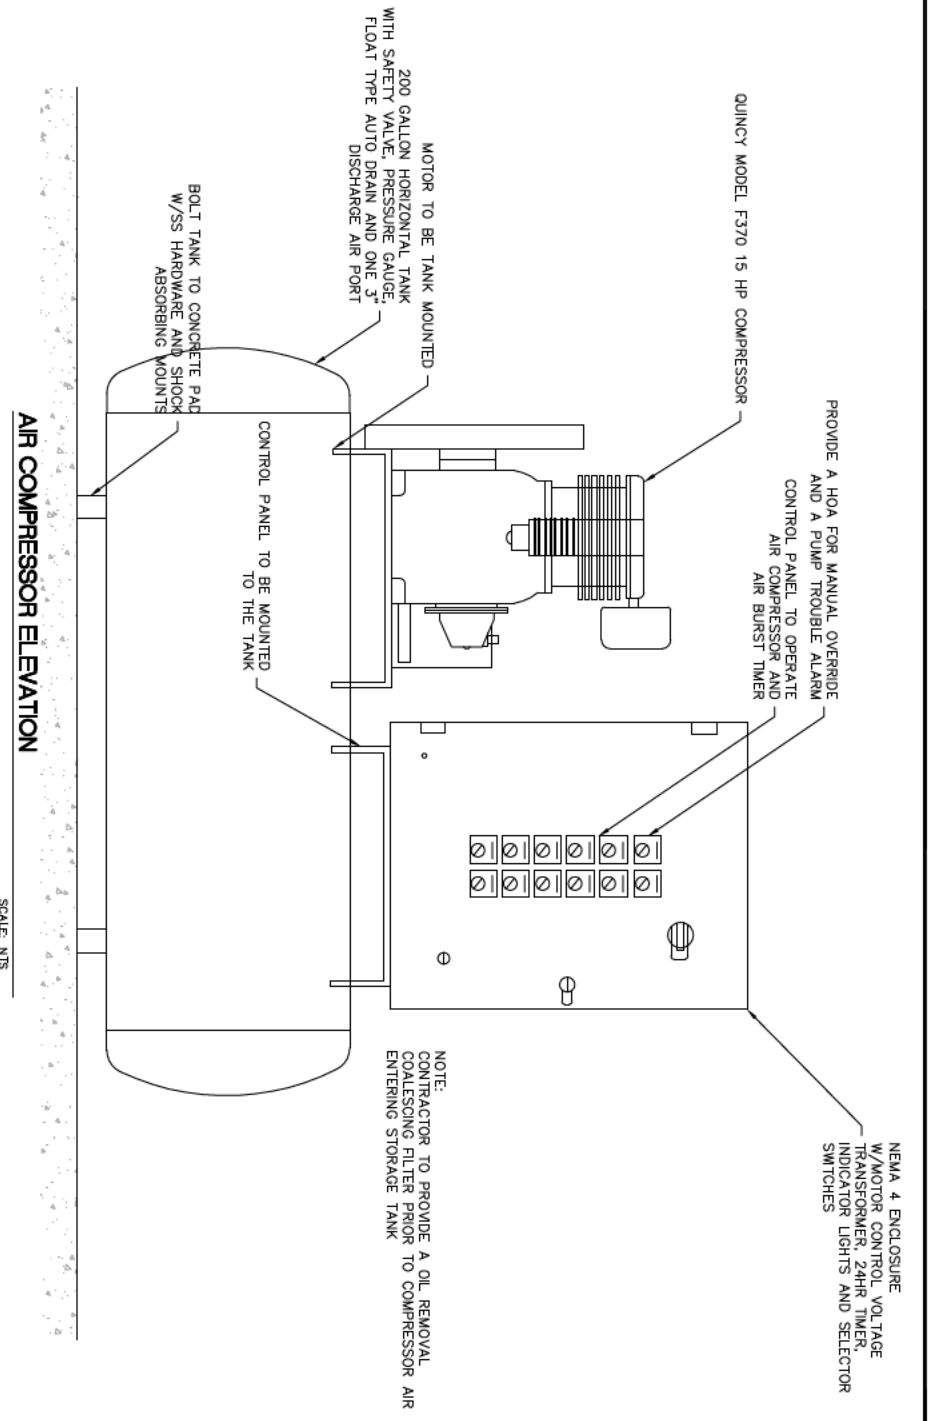 NEMA 4 ENCLOSURE
W/MOTOR CONTROL VOLTAGE
TRANSFORMER, 24HR TIMER,
INDICATOR LIGHTS AND SELECTOR
SWITCHES
PROVIDE A HOA FOR MANUAL OVERRIDE
AND A PUMP TROUBLE ALARM
CONTROL PANEL TO OPERATE
AIR COMPRESSOR AND
AIR BURST TIMER
QUINCY MODEL F370 15 HP COMPRESSOR
MOTOR TO BE TANK MOUNTED
200 GALLON HORIZONTAL TANK
WITH SAFETY VALVE, PRESSURE GAUGE,
FLOAT TYPE AUTO DRAIN AND ONE 3"
DISCHARGE AIR PORT
NOTE:
CONTRACTOR TO PROVIDE A OIL REMOVAL
COALESCING FILTER PRIOR TO COMPRESSOR AIR
ENTERING STORAGE TANK
CONTROL PANEL TO BE MOUNTED
TO THE TANK
BOLT TANK TO CONCRETE PAD
W/SS HARDWARE AND SHOCK
ABSORBING MOUNTS
AIR COMPRESSOR ELEVATION
SCALE: NTS